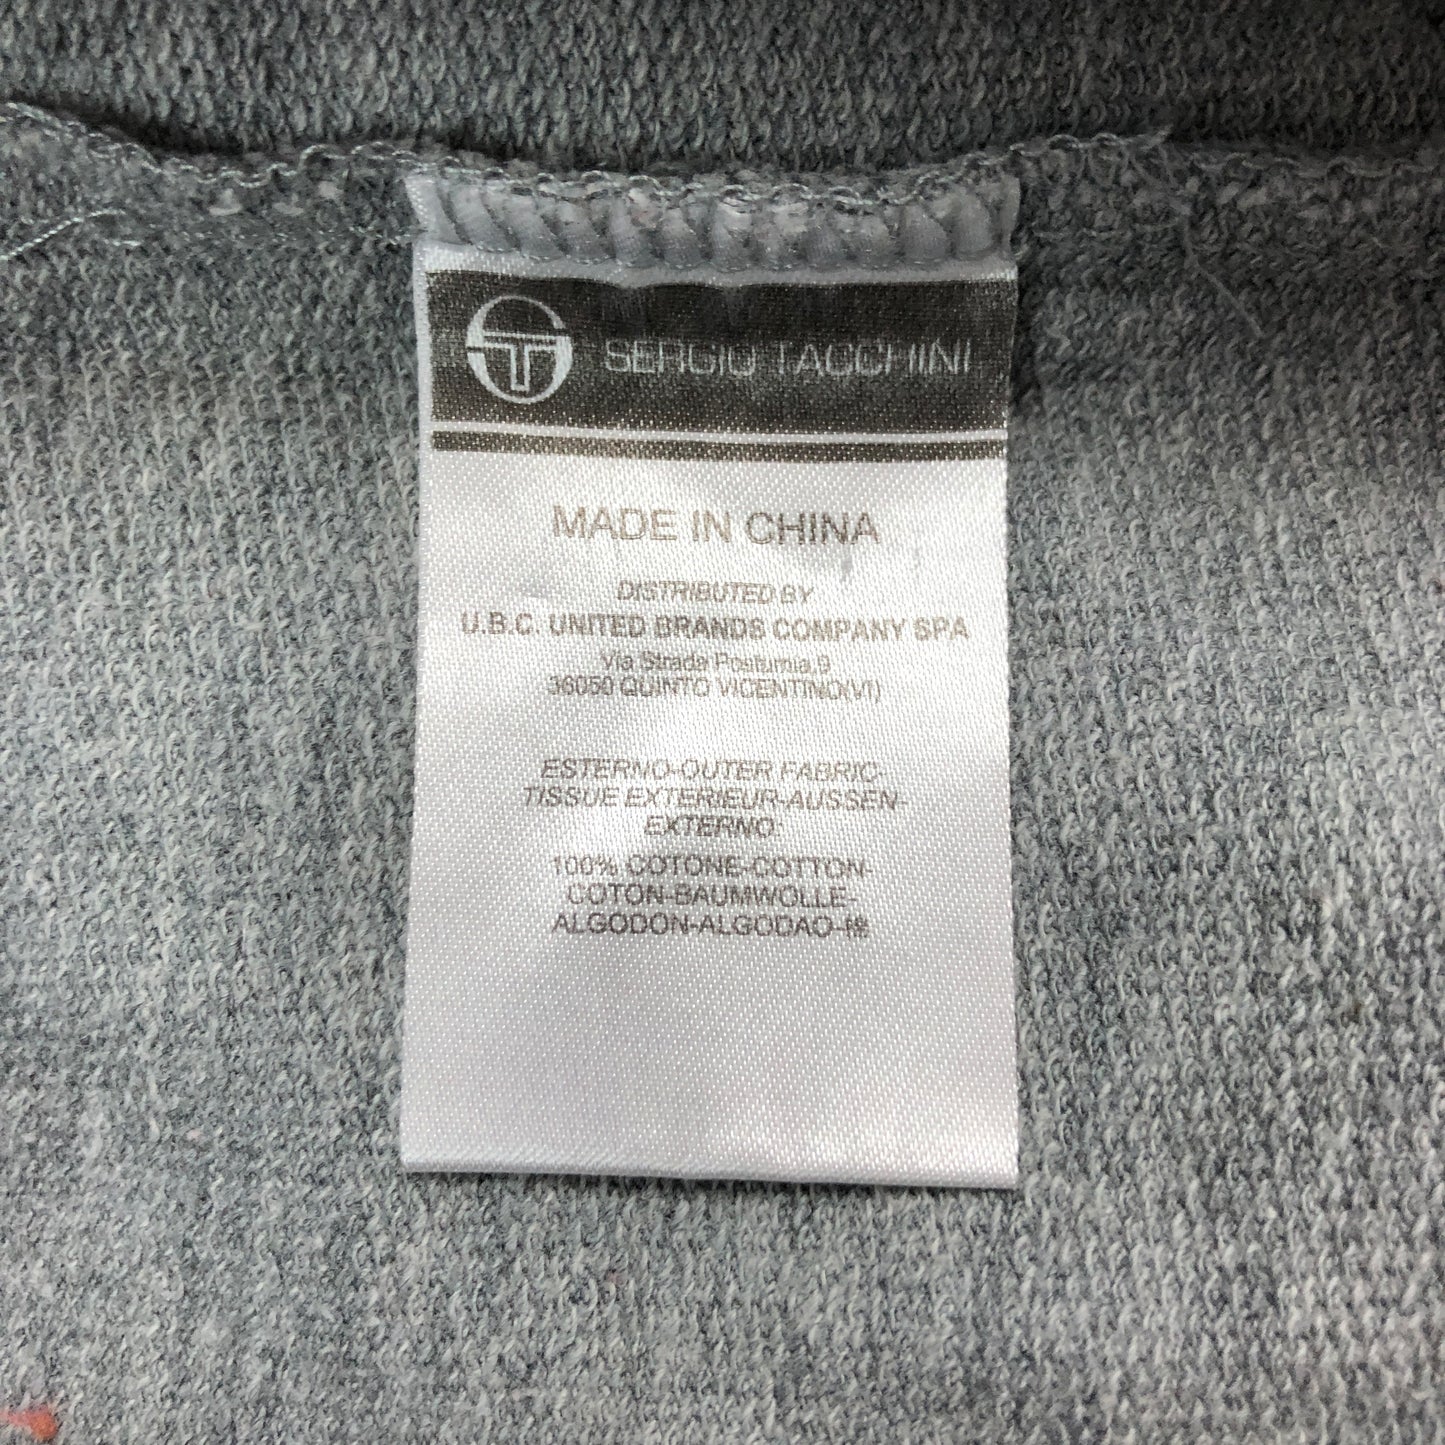 SERGIO TACCHINI
MADE IN CHINA
DISTRIBUTED BY
U.B.C. UNITED BRANDS COMPANY SPA
Via Strada Postumia,9
36050 QUINTO VICENTINO(VI)
ESTERNO-OUTER FABRIC-
TISSUE EXTERIEUR-AUSSEN-
EXTERNO:
100% COTONE-COTTON-
COTON-BAUMWOLLE-
ALGODON-ALGODAO-棉